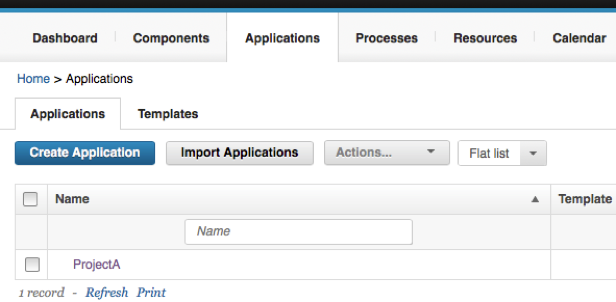 Dashboard Components Applications Processes Resources Calendar
Home > Applications
Applications Templates
Create Application Import Applications Actions... Flat list
Name Template
Name
ProjectA
1 record - Refresh Print